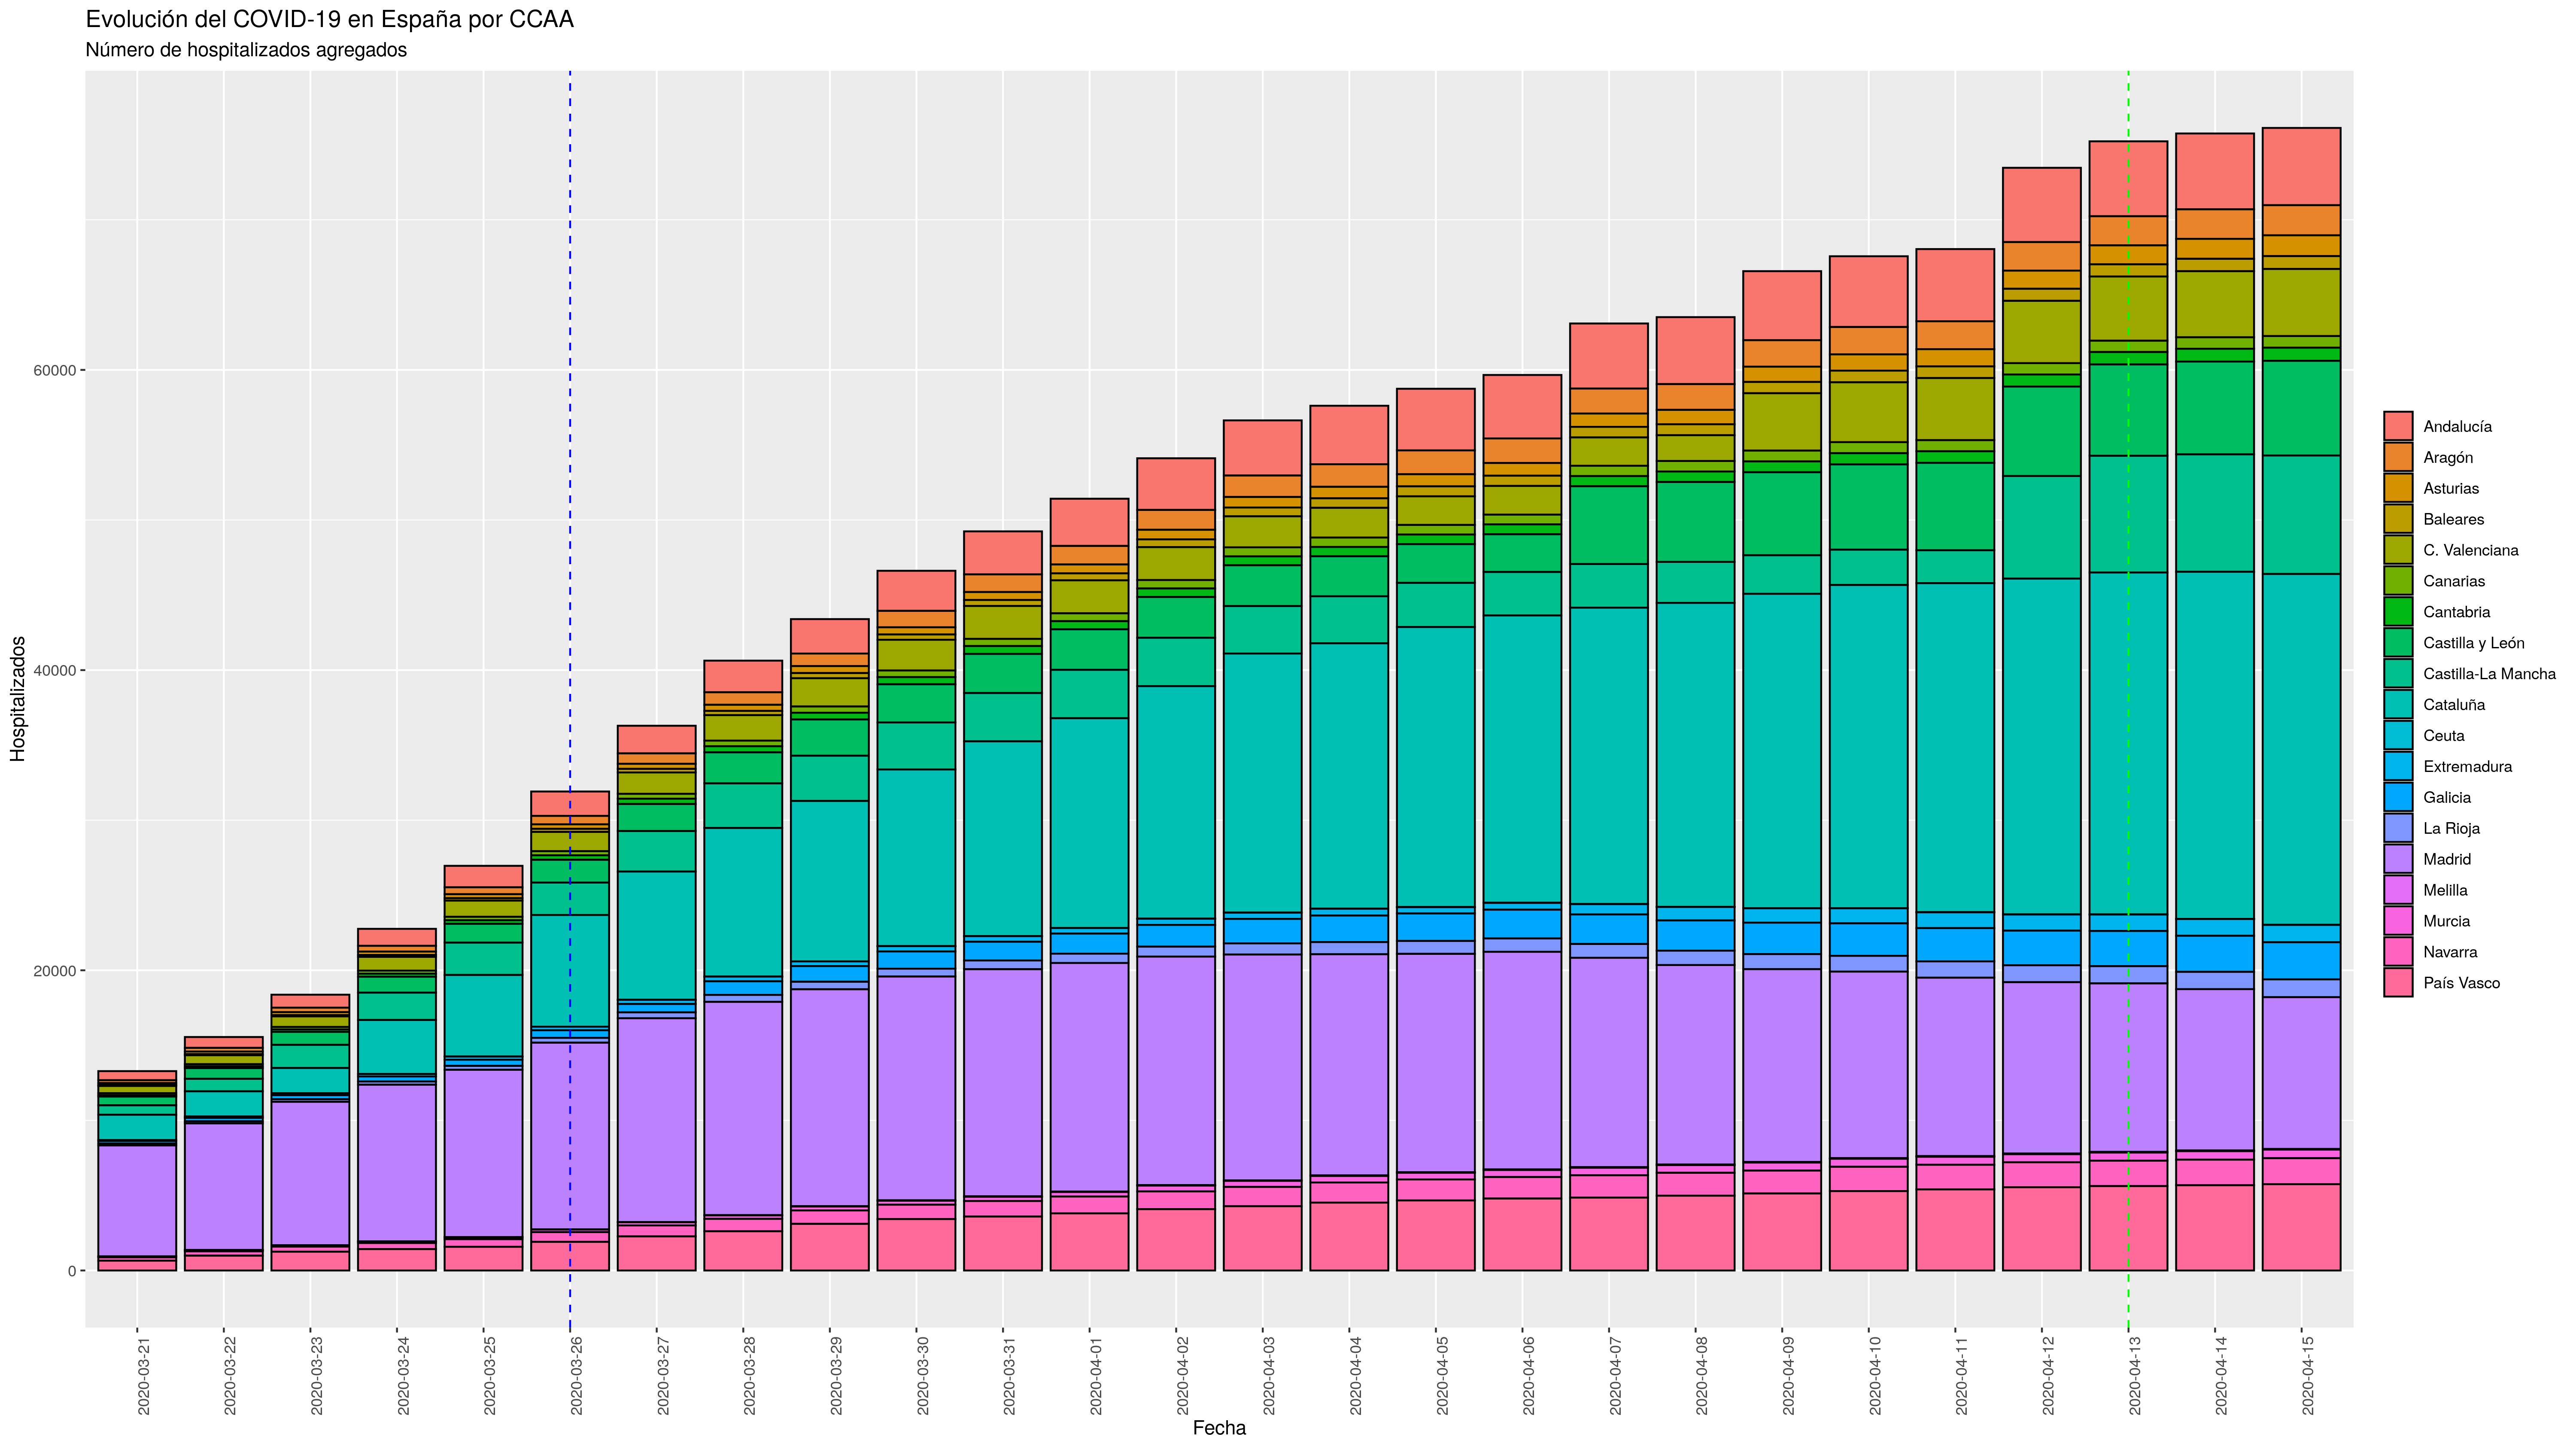 Evolución del COVID-19 en España por CCAA
Número de hospitalizados agregados
Hospitalizados
60000
40000
20000
0
2020-03-21
2020-03-22
2020-03-23
2020-03-24
2020-03-25
2020-03-26
2020-03-27
2020-03-28
2020-03-29
2020-03-30
2020-03-31
2020-04-01
2020-04-02
2020-04-03
2020-04-04
2020-04-05
2020-04-06
2020-04-07
2020-04-08
2020-04-09
2020-04-10
2020-04-11
2020-04-12
2020-04-13
2020-04-14
2020-04-15
Fecha
Andalucía
Aragón
Asturias
Baleares
C. Valenciana
Canarias
Cantabria
Castilla y León
Castilla-La Mancha
Cataluña
Ceuta
Extremadura
Galicia
La Rioja
Madrid
Melilla
Murcia
Navarra
País Vasco